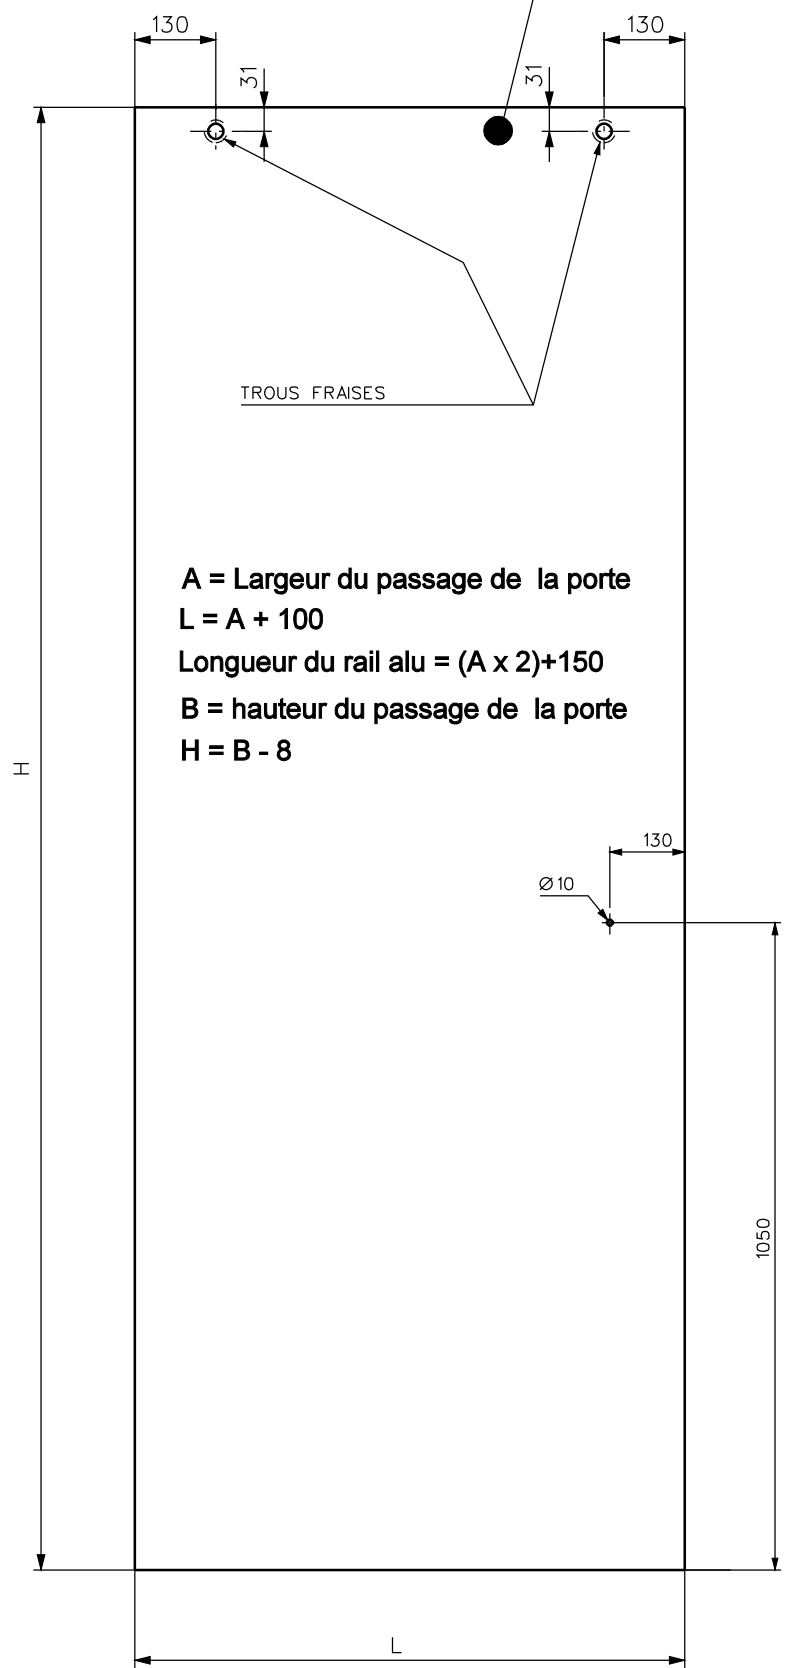 130
130
31
31
TROUS FRAISES
A = Largeur du passage de la porte
L = A + 100
Longueur du rail alu = (A x 2)+150
B = hauteur du passage de la porte
H = B - 8
H
130
Ø10
1050
L